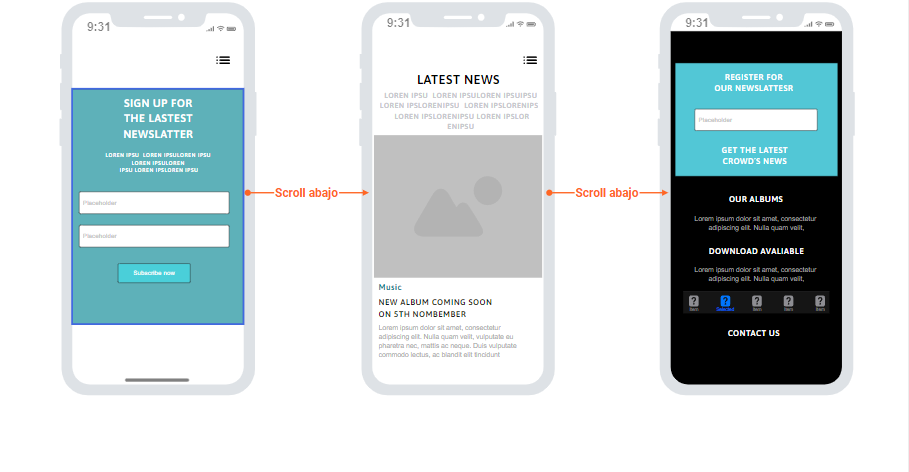 9:31
SIGN UP FOR
THE LASTEST
NEWSLATTER
LOREN IPSU  LOREN IPSULOREN IPSU
LOREN IPSULOREN
IPSU LOREN IPSLOREN IPSU
Placeholder
Placeholder
Subscribe now
Scroll abajo
9:31
LATEST NEWS
LOREN IPSU  LOREN IPSULOREN IPSUIPSU
LOREN IPSLORENIPSU  LOREN IPSLORENIPS
LOREN IPSLORENIPSU LOREN IPSLOR
ENIPSU
Music
NEW ALBUM COMING SOON
ON 5TH NOMBEMBER
Lorem ipsum dolor sit amet, consectetur
adipiscing elit. Nulla quam velit, vulputate eu
pharetra nec, mattis ac neque. Duis vulputate
commodo lectus, ac blandit elit tincidunt
Scroll abajo
9:31
REGISTER FOR
OUR NEWSLATTESR
Placeholder
GET THE LATEST
CROWD'S NEWS
OUR ALBUMS
Lorem ipsum dolor sit amet, consectetur
adipiscing elit. Nulla quam velit,
DOWNLOAD AVALIABLE
Lorem ipsum dolor sit amet, consectetur
adipiscing elit. Nulla quam velit,
Item Selected Item Item Item
CONTACT US